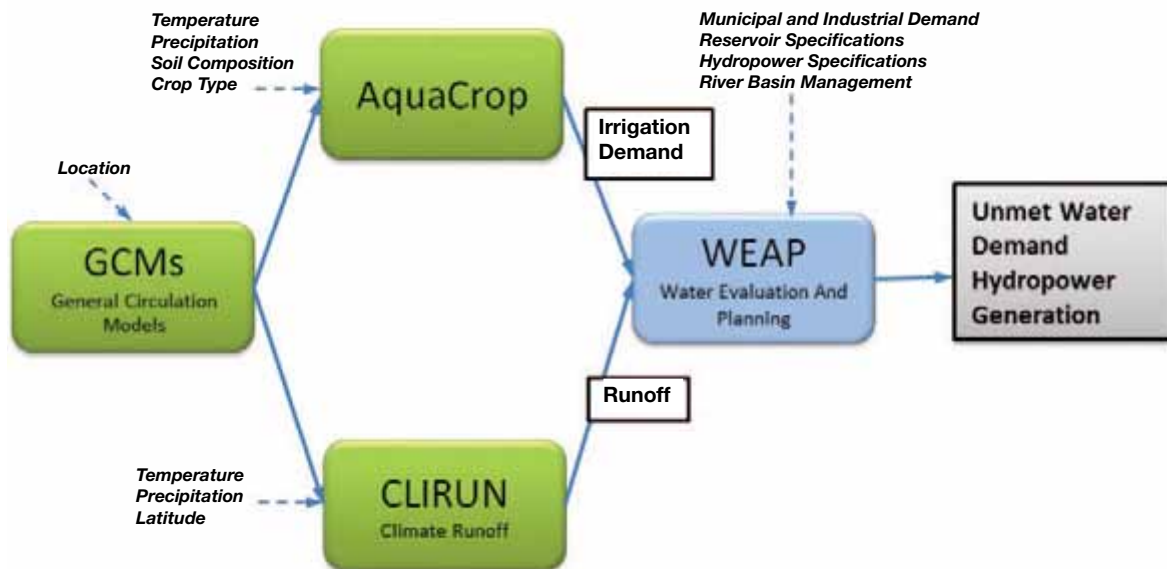 Temperature
Precipitation
Soil Composition
Crop Type
Municipal and Industrial Demand
Reservoir Specifications
Hydropower Specifications
River Basin Management
AquaCrop
Irrigation
Demand
Location
GCMs
General Circulation
Models
WEAP
Water Evaluation And
Planning
Unmet Water
Demand
Hydropower
Generation
Runoff
Temperature
Precipitation
Latitude
CLIRUN
Climate Runoff